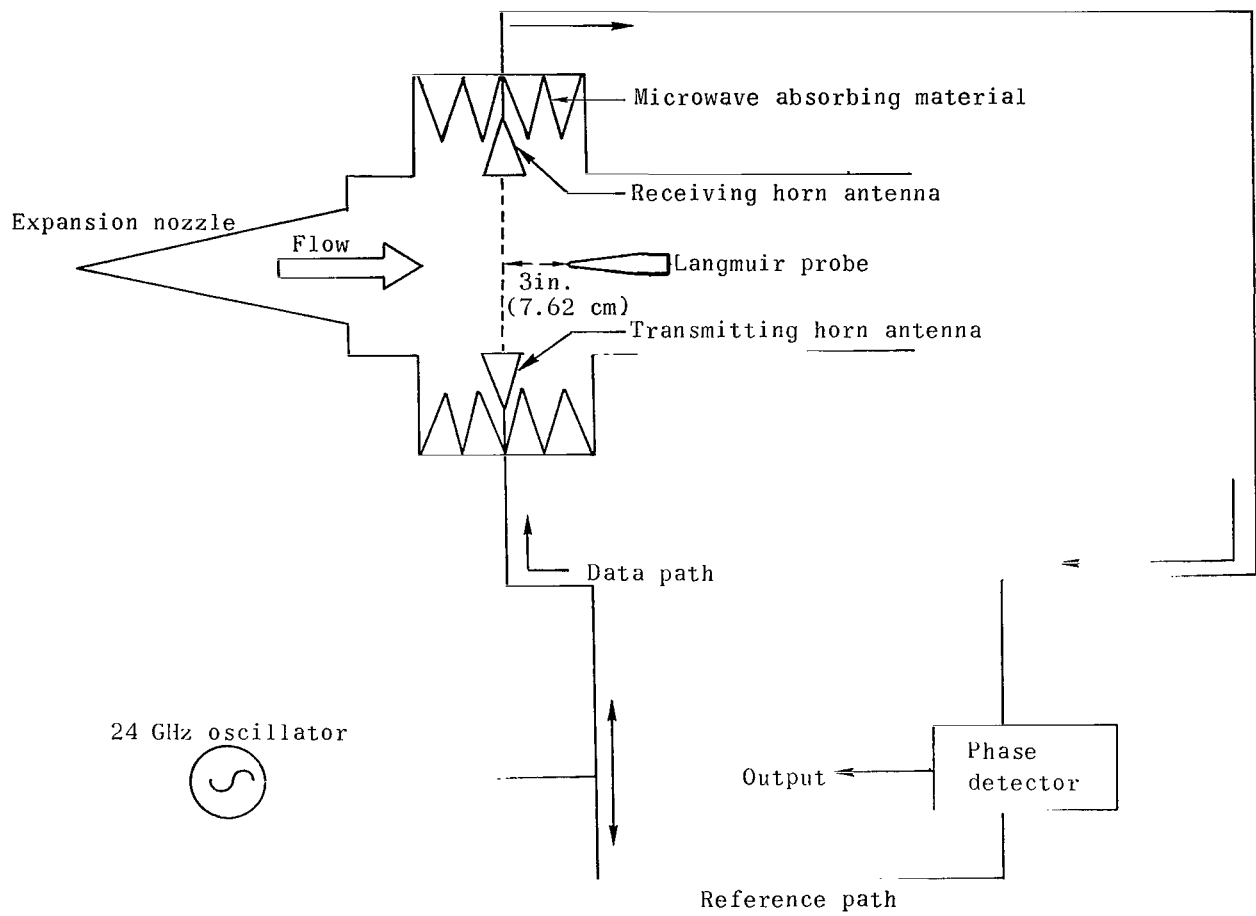 Microwave absorbing material
Receiving horn antenna
Expansion nozzle
Flow
Langmuir probe
3in.
(7.62 cm)
Transmitting horn antenna
Data path
24 GHz oscillator
Phase
detector
Output
Reference path